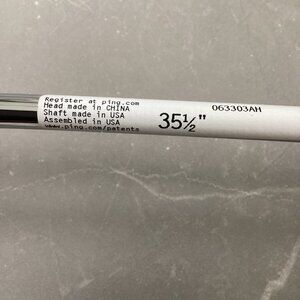 Register at ping.com
Head made in CHINA
Shaft made in USA
Assembled in USA
www.ping.com/patents
35½"
063303AH